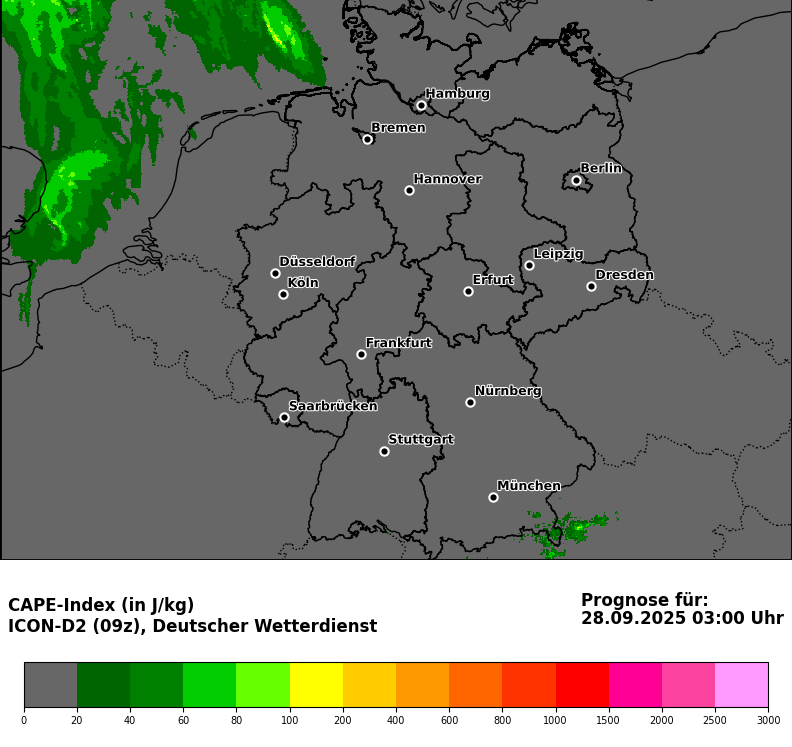 Hamburg
Bremen
Berlin
Hannover
Leipzig
Düsseldorf
Dresden
Köln
Erfurt
Frankfurt
Nürnberg
Saarbrücken
Stuttgart
München
CAPE-Index (in J/kg)
ICON-D2 (09z), Deutscher Wetterdienst
Prognose für:
28.09.2025 03:00 Uhr
0 20 40 60 80 100 200 400 600 800 1000 1500 2000 2500 3000